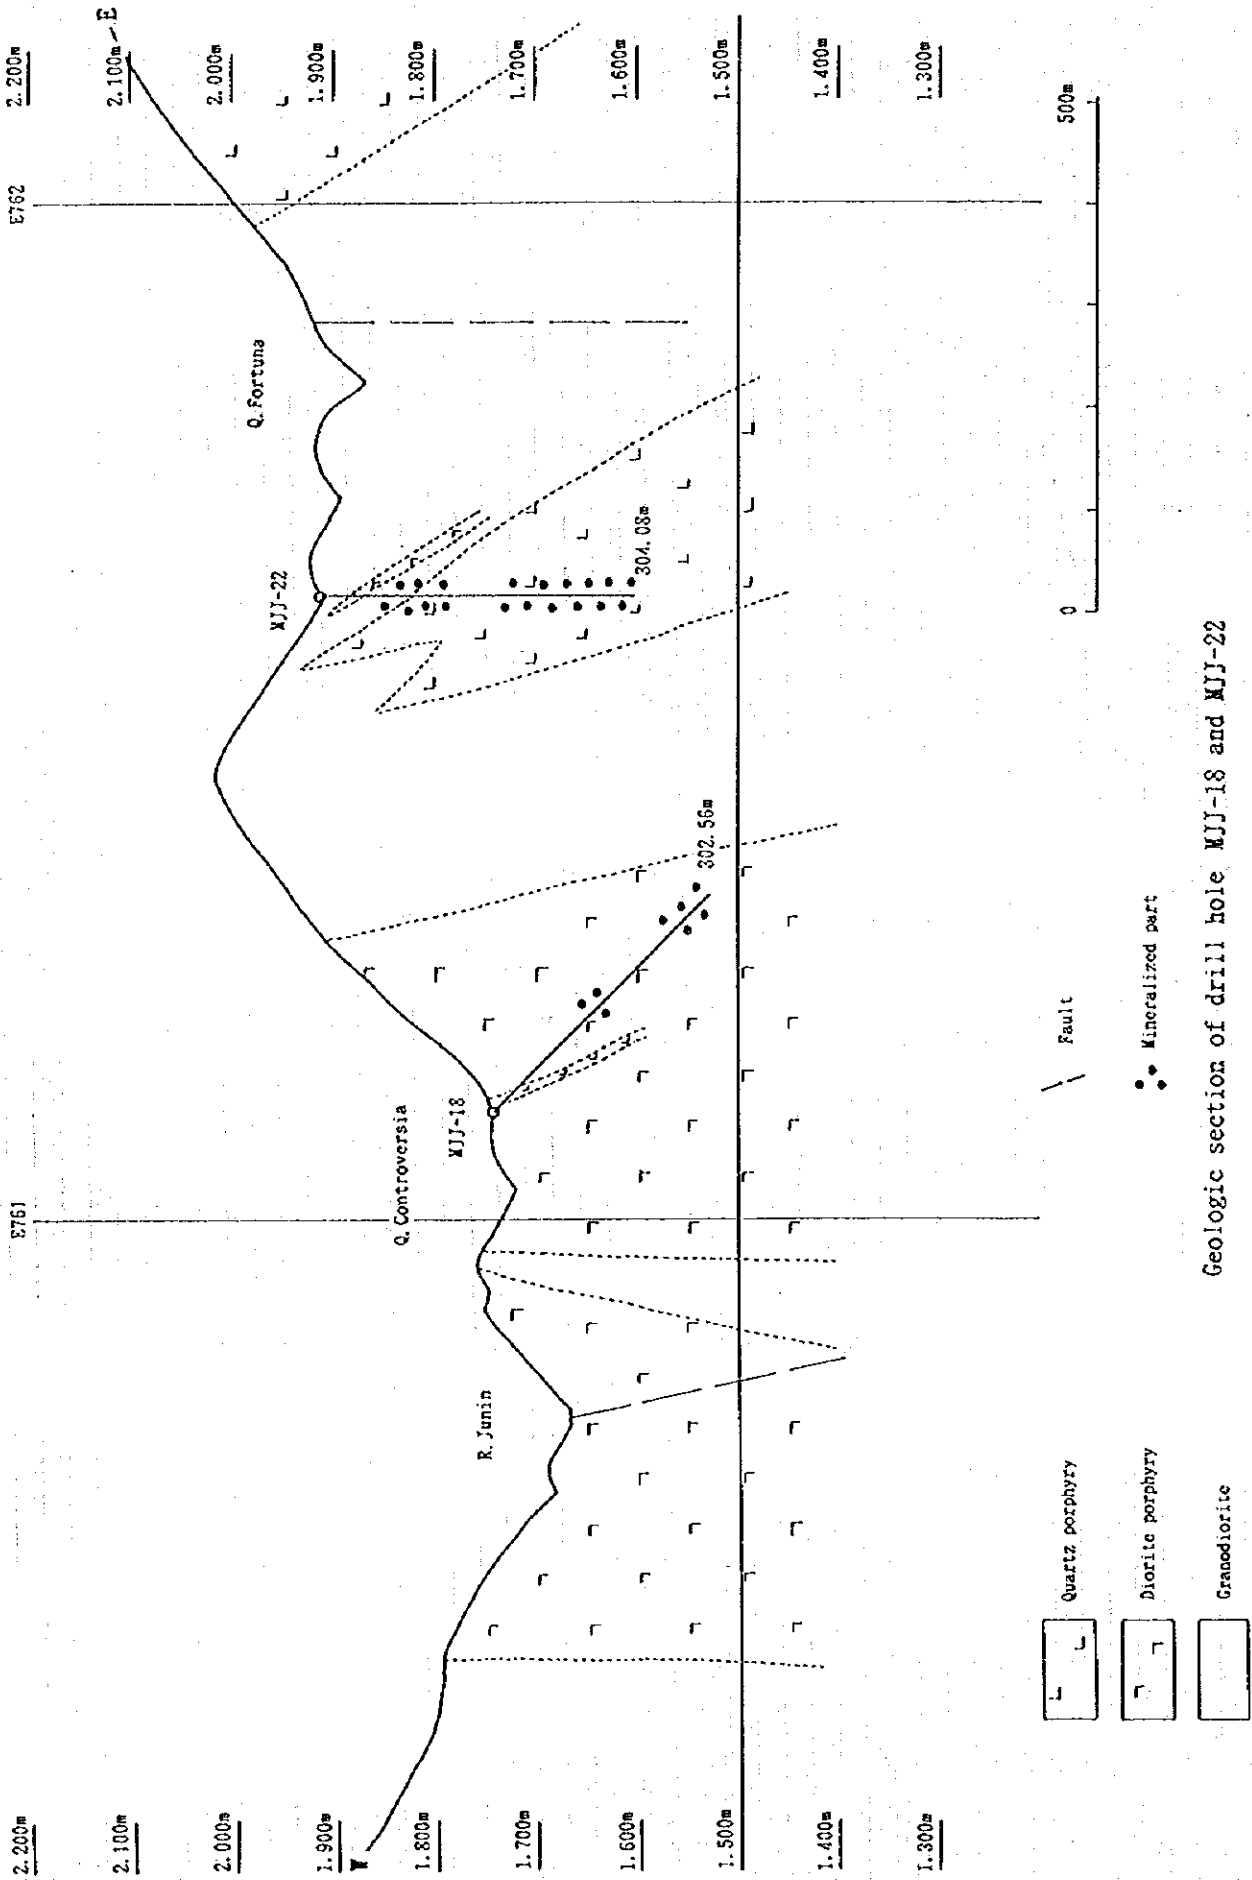 W
E
E761
E762
2.200m
2.100m
2.000m
1.900m
1.800m
1.700m
1.600m
1.500m
1.400m
1.300m
2.200m
2.100m
2.000m
1.900m
1.800m
1.700m
1.600m
1.500m
1.400m
1.300m
R. Junin
Q. Controversia
MJJ-18
302.56m
MJJ-22
304.08m
Q. Fortuna
Quartz porphyry
Diorite porphyry
Granodiorite
Fault
Mineralized part
0
500m
Geologic section of drill hole MJJ-18 and MJJ-22